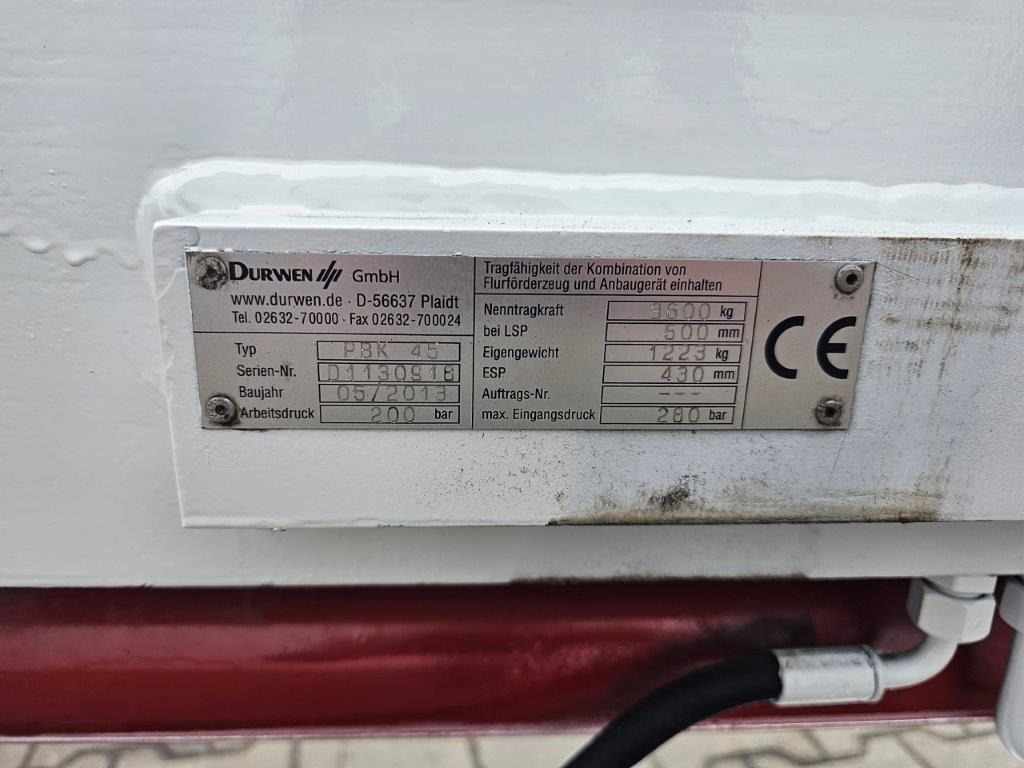 DURWEN GmbH
www.durwen.de · D-56637 Plaidt
Tel. 02632-70000 · Fax 02632-700024
Typ PBK 45
Serien-Nr. D1130916
Baujahr 05/2013
Arbeitsdruck 200 bar
Tragfähigkeit der Kombination von
Flurförderzeug und Anbaugerät einhalten
Nenntragkraft 3600 kg
bei LSP 500 mm
Eigengewicht 1223 kg
ESP 430 mm
Auftrags-Nr. ---
max. Eingangsdruck 280 bar
CE